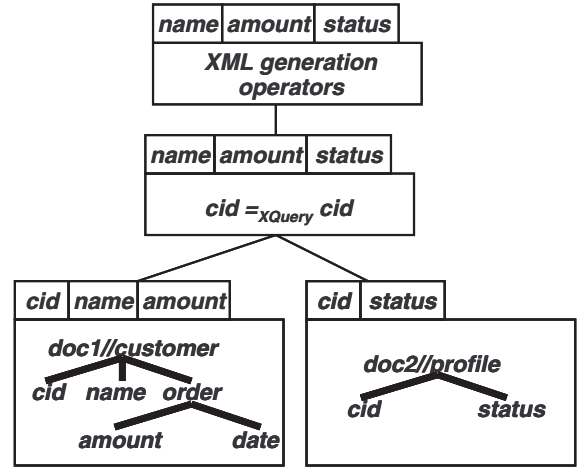 name amount status
XML generation
operators
name amount status
cid =XQuery cid
cid name amount
cid status
doc1//customer
doc2//profile
cid name order
cid status
amount date